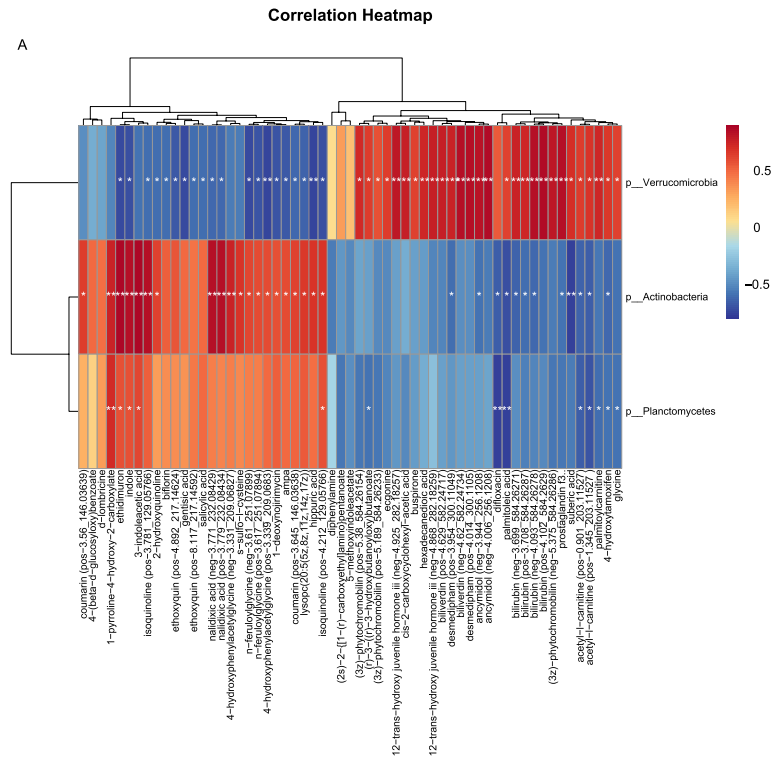 Correlation Heatmap
A
p__Verrucomicrobia
p__Actinobacteria
p__Planctomycetes
0.5
0
−0.5
coumarin (pos−3.56_146.03639)
4−(beta−d−glucosyloxy)benzoate
d−lombricine
1−pyrroline−4−hydroxy−2−carboxylate
ethidimuron
indole
3−indoleacetic acid
isoquinoline (pos−3.781_129.05766)
2−hydroxyquinoline
biflorin
ethoxyquin (pos−4.892_217.14624)
gentisic acid
ethoxyquin (pos−8.117_217.14592)
salicylic acid
nalidixic acid (neg−3.771_232.08429)
nalidixic acid (pos−3.779_232.08434)
4−hydroxyphenylacetylglycine (neg−3.331_209.06827)
s−sulfo−l−cysteine
n−feruloylglycine (neg−3.61_251.07899)
n−feruloylglycine (pos−3.617_251.07894)
4−hydroxyphenylacetylglycine (pos−3.339_209.0683)
1−deoxynojirimycin
ampa
coumarin (pos−3.645_146.03638)
lysopc(20:5(5z,8z,11z,14z,17z))
hippuric acid
isoquinoline (pos−4.212_129.05766)
diphenylamine
(2s)−2−{[1−(r)−carboxyethyl]amino}pentanoate
5−methoxyindoleacetate
(3z)−phytochromobilin (pos−5.38_584.26154)
(r)−3−((r)−3−hydroxybutanoyloxy)butanoate
(3z)−phytochromobilin (pos−5.189_584.26233)
ecgonine
12−trans−hydroxy juvenile hormone iii (neg−4.925_282.18257)
cis−2−carboxycyclohexyl−acetic acid
buspirone
hexadecanedioic acid
12−trans−hydroxy juvenile hormone iii (neg−4.868_282.18259)
biliverdin (pos−4.629_582.24717)
desmedipham (pos−3.954_300.11049)
biliverdin (neg−4.62_582.24734)
desmedipham (pos−4.014_300.1105)
ancymidol (neg−3.944_256.1208)
ancymidol (neg−4.006_256.1208)
difloxacin
palmitoleic acid
bilirubin (neg−3.699_584.26271)
bilirubin (pos−3.708_584.26287)
bilirubin (neg−4.093_584.26278)
bilirubin (pos−4.102_584.2629)
(3z)−phytochromobilin (neg−5.375_584.26286)
suberic acid
acetyl−l−carnitine (pos−0.901_203.11527)
acetyl−l−carnitine (pos−1.345_203.11527)
palmitoylcarnitine
4−hydroxytamoxifen
glycine